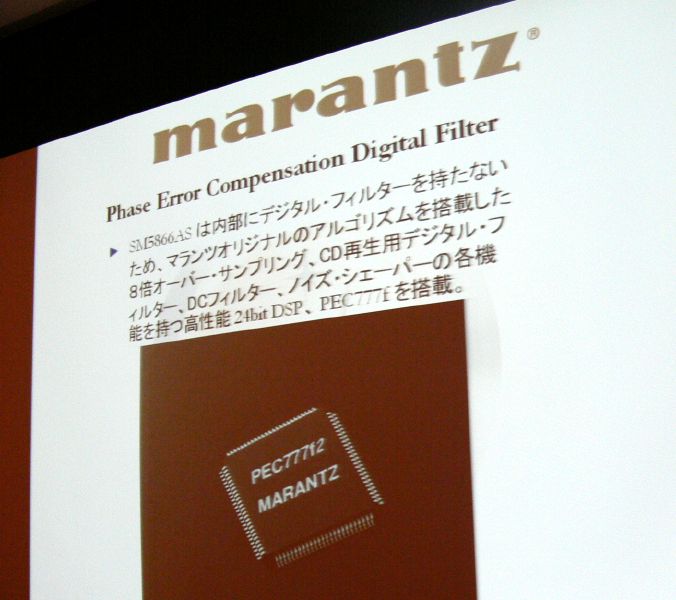 marantz®
Phase Error Compensation Digital Filter
SM5866AS は内部にデジタル・フィルターを持たない
ため、マランツオリジナルのアルゴリズムを搭載した
8倍オーバー・サンプリング、CD再生用デジタル・フ
ィルター、DCフィルター、ノイズ・シェーパーの各機
能を持つ高性能 24bit DSP、PEC777f を搭載。
PEC777f2
MARANTZ